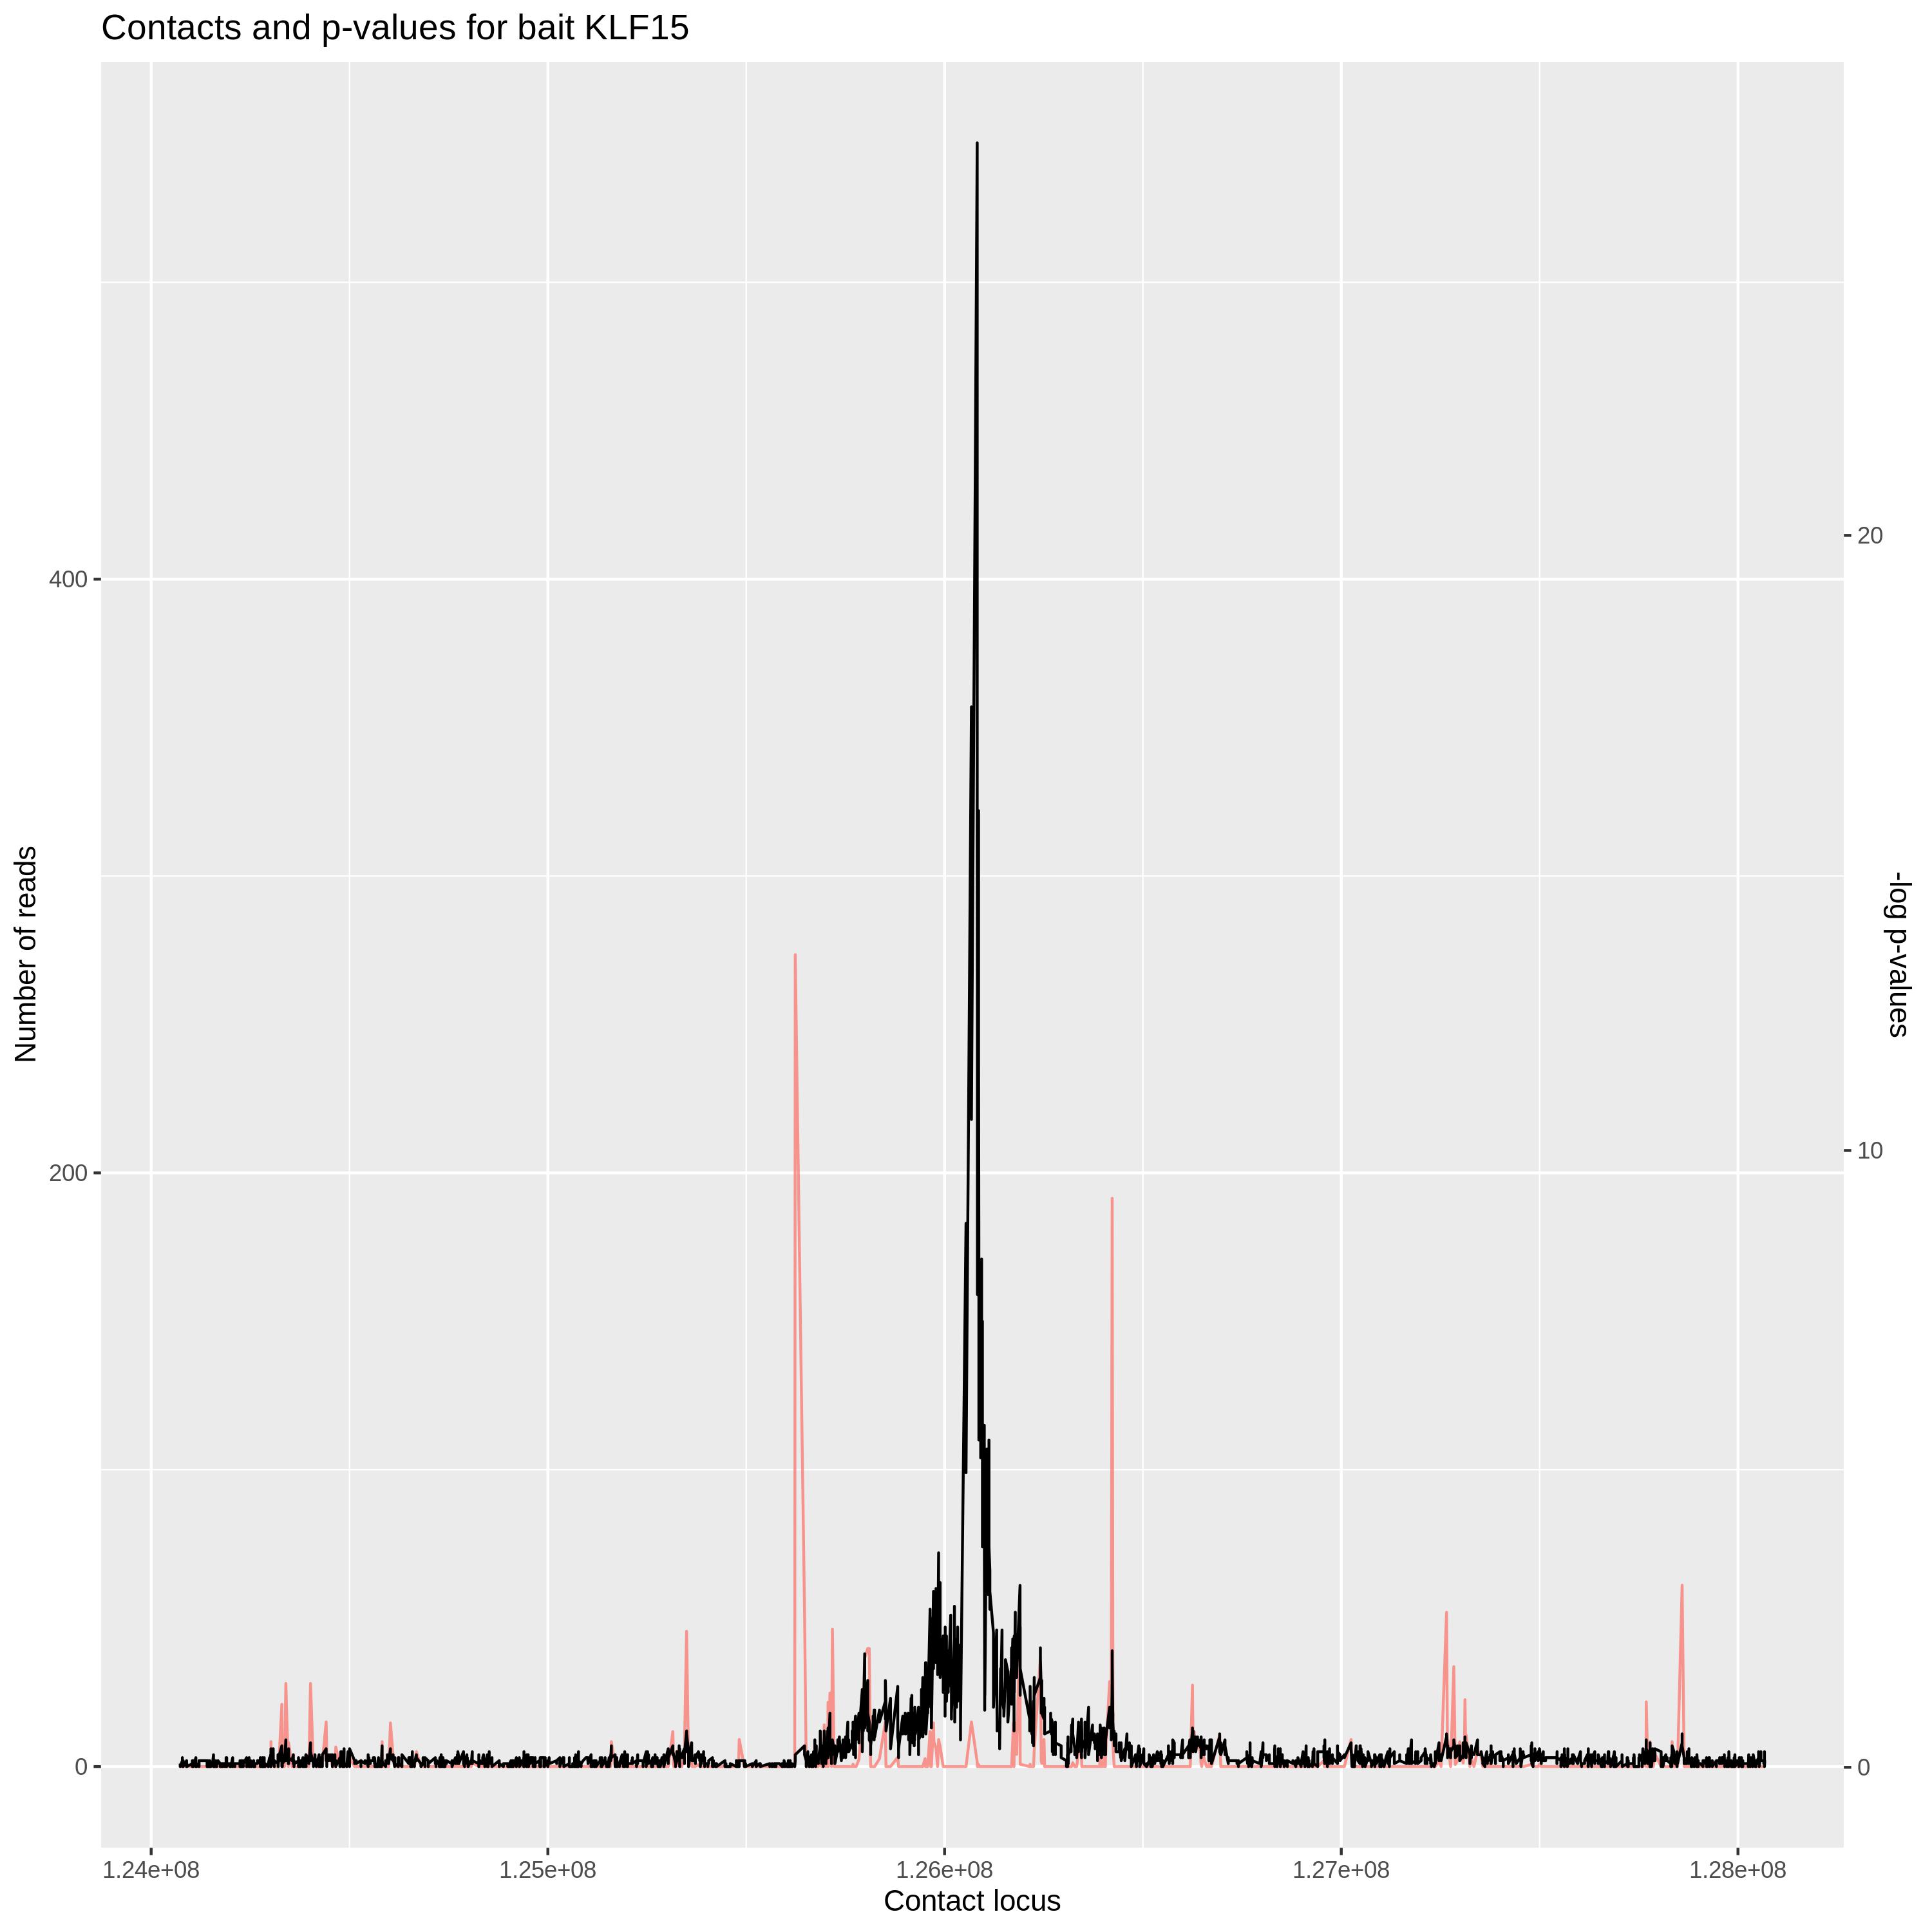 Contacts and p-values for bait KLF15
Number of reads
400
200
0
20
10
0
-log p-values
1.24e+08
1.25e+08
1.26e+08
1.27e+08
1.28e+08
Contact locus